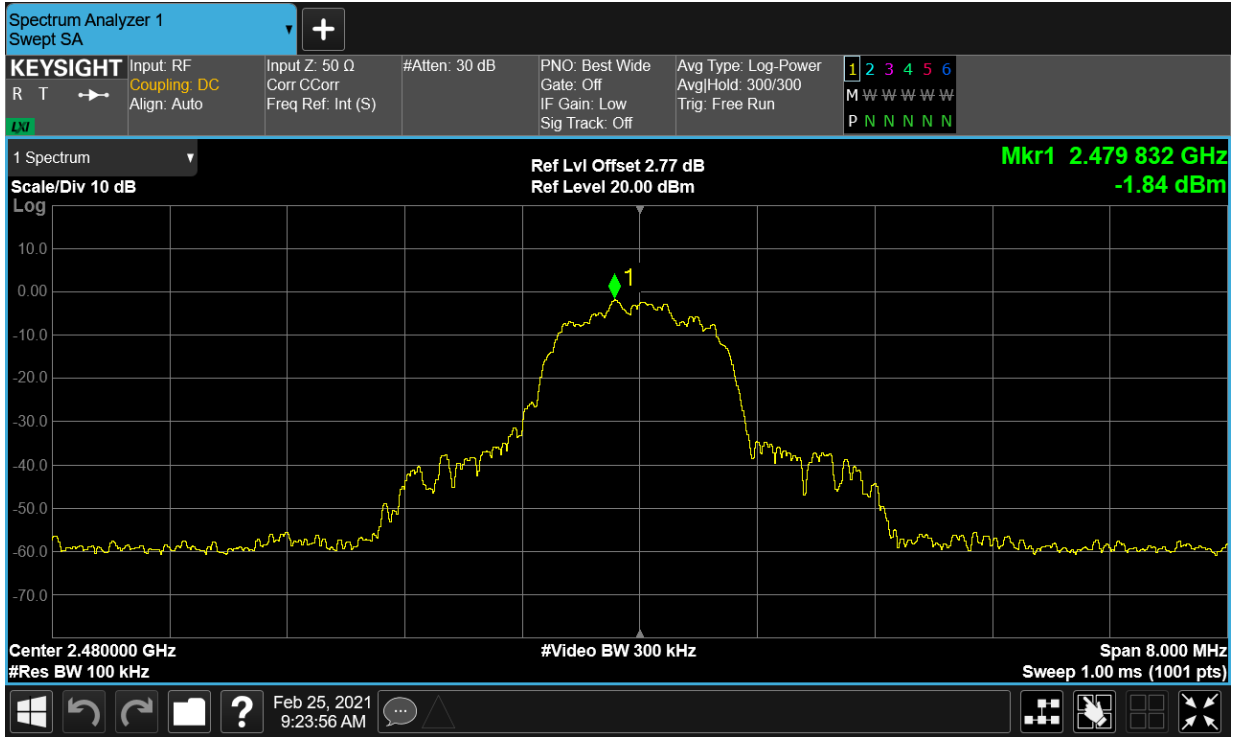 Spectrum Analyzer 1
Swept SA
+
KEYSIGHT
R T
LXI
Input: RF
Coupling: DC
Align: Auto
Input Z: 50 Ω
Corr CCorr
Freq Ref: Int (S)
#Atten: 30 dB
PNO: Best Wide
Gate: Off
IF Gain: Low
Sig Track: Off
Avg Type: Log-Power
Avg|Hold: 300/300
Trig: Free Run
1 2 3 4 5 6
M W W W W W
P N N N N N
1 Spectrum
Scale/Div 10 dB
Log
Ref Lvl Offset 2.77 dB
Ref Level 20.00 dBm
Mkr1 2.479 832 GHz
-1.84 dBm
1
10.0
0.00
-10.0
-20.0
-30.0
-40.0
-50.0
-60.0
-70.0
Center 2.480000 GHz
#Video BW 300 kHz
Span 8.000 MHz
#Res BW 100 kHz
Sweep 1.00 ms (1001 pts)
?
Feb 25, 2021
9:23:56 AM